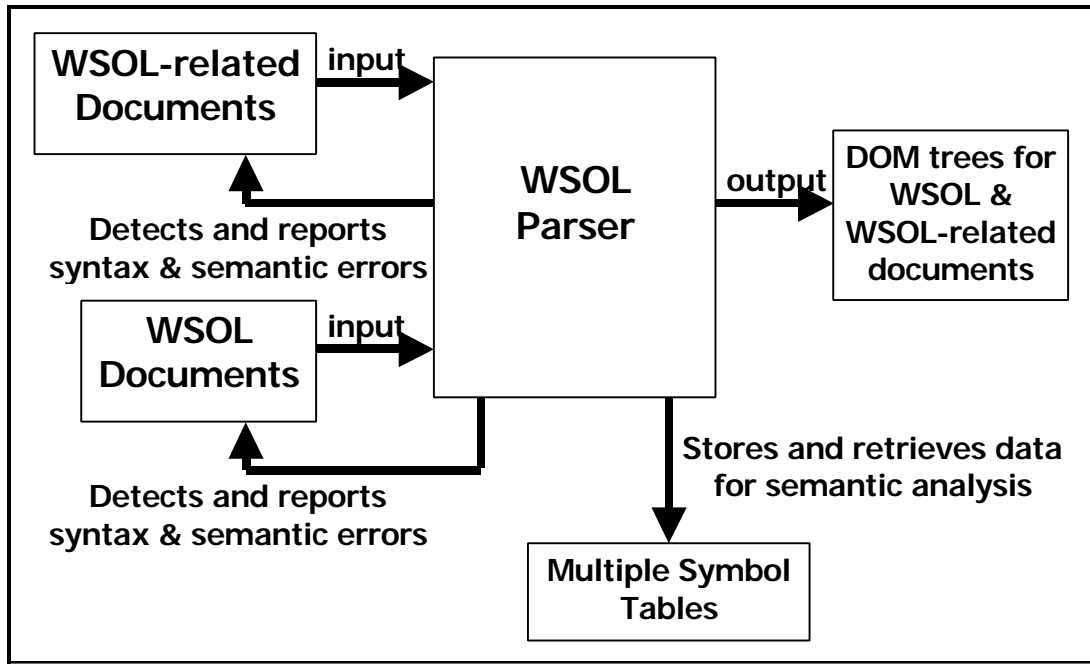 WSOL-related
Documents
input
WSOL
Parser
output
DOM trees for
WSOL &
WSOL-related
documents
Detects and reports
syntax & semantic errors
WSOL
Documents
input
Detects and reports
syntax & semantic errors
Stores and retrieves data
for semantic analysis
Multiple Symbol
Tables